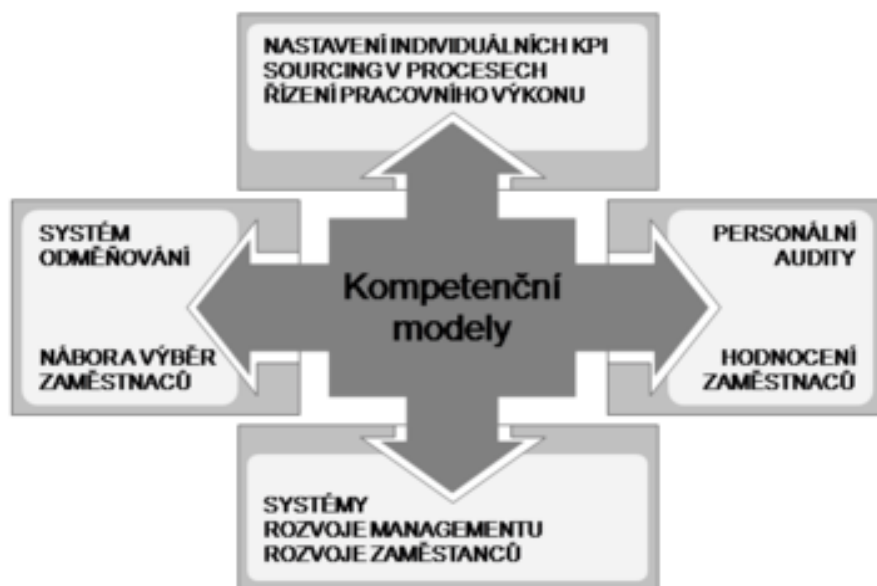 NASTAVENÍ INDIVIDUÁLNÍCH KPI
SOURCING V PROCESECH
ŘÍZENÍ PRACOVNÍHO VÝKONU
SYSTÉM
ODMĚŇOVÁNÍ
NÁBOR A VÝBĚR
ZAMĚSTNACŮ
Kompetenční
modely
PERSONÁLNÍ
AUDITY
HODNOCENÍ
ZAMĚSTNACŮ
SYSTÉMY
ROZVOJE MANAGEMENTU
ROZVOJE ZAMĚSTANCŮ